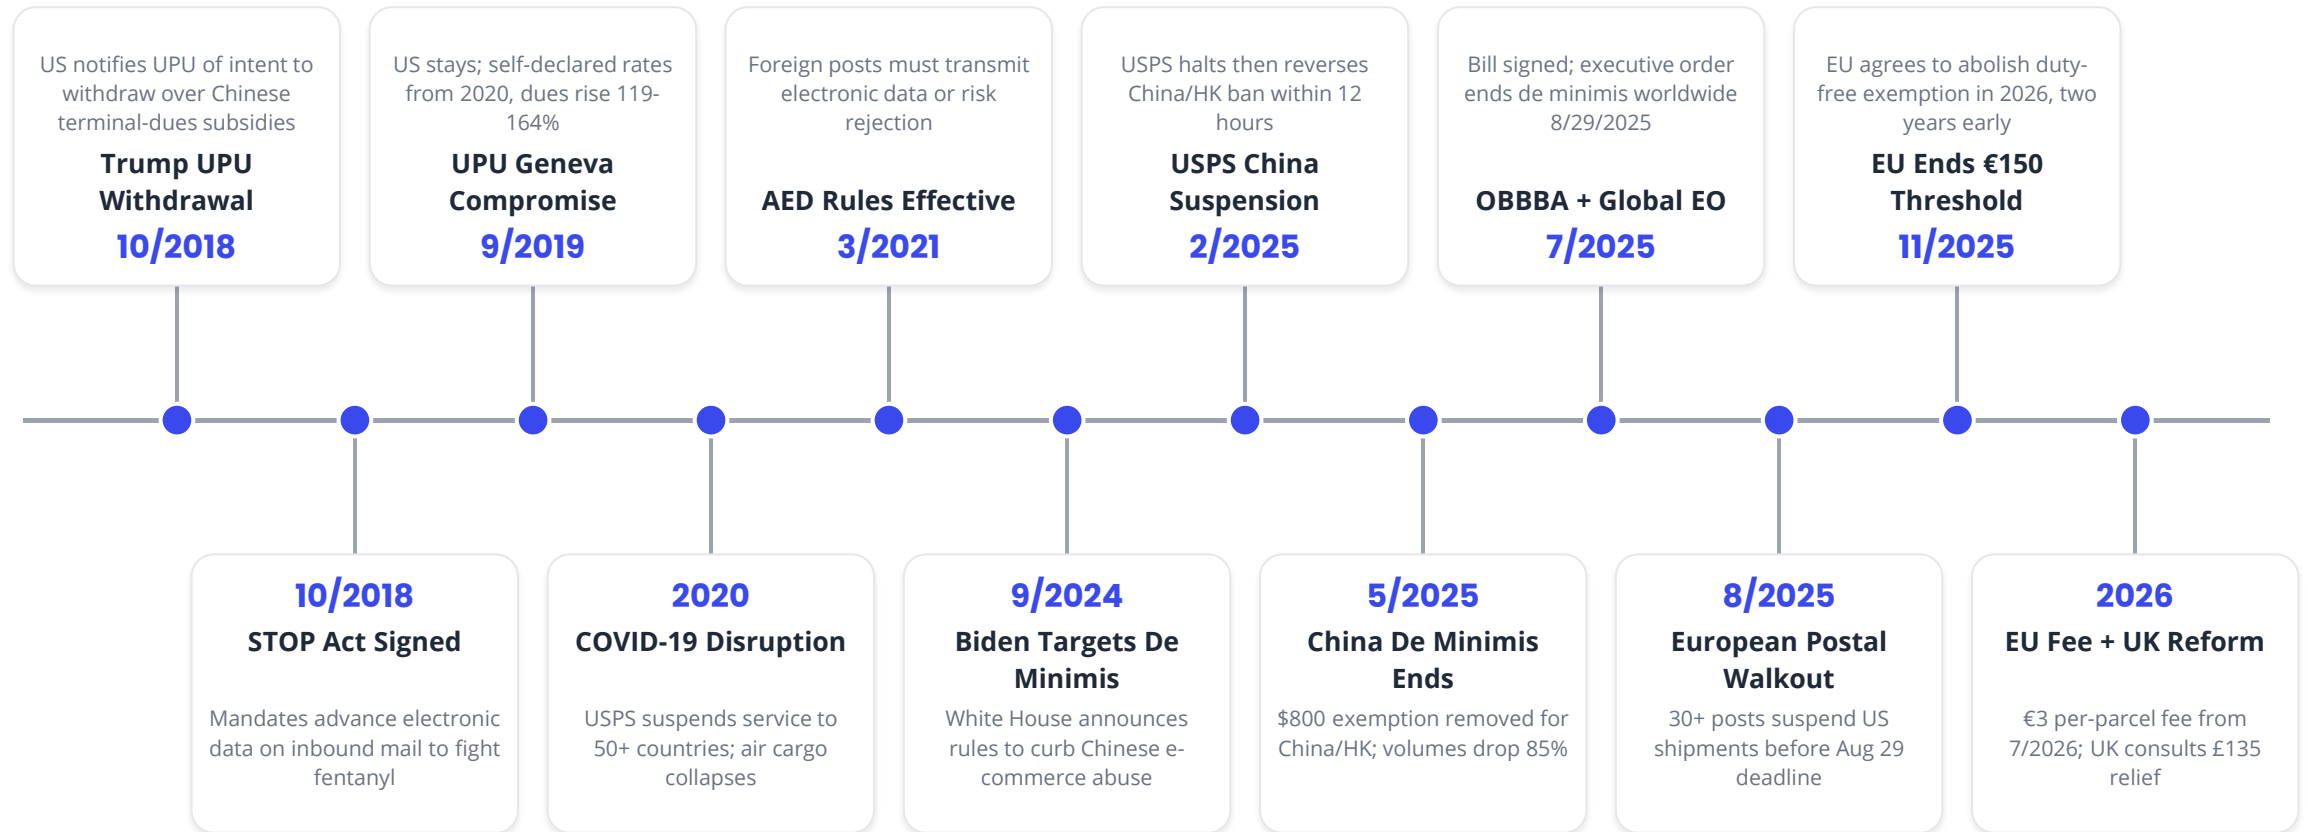 US notifies UPU of intent to
withdraw over Chinese
terminal-dues subsidies
Trump UPU
Withdrawal
10/2018
US stays; self-declared rates
from 2020, dues rise 119-
164%
UPU Geneva
Compromise
9/2019
Foreign posts must transmit
electronic data or risk
rejection
AED Rules Effective
3/2021
USPS halts then reverses
China/HK ban within 12
hours
USPS China
Suspension
2/2025
Bill signed; executive order
ends de minimis worldwide
8/29/2025
OBBBA + Global EO
7/2025
EU agrees to abolish duty-
free exemption in 2026, two
years early
EU Ends €150
Threshold
11/2025
10/2018
STOP Act Signed
Mandates advance electronic
data on inbound mail to fight
fentanyl
2020
COVID-19 Disruption
USPS suspends service to
50+ countries; air cargo
collapses
9/2024
Biden Targets De
Minimis
White House announces
rules to curb Chinese e-
commerce abuse
5/2025
China De Minimis
Ends
$800 exemption removed for
China/HK; volumes drop 85%
8/2025
European Postal
Walkout
30+ posts suspend US
shipments before Aug 29
deadline
2026
EU Fee + UK Reform
€3 per-parcel fee from
7/2026; UK consults £135
relief